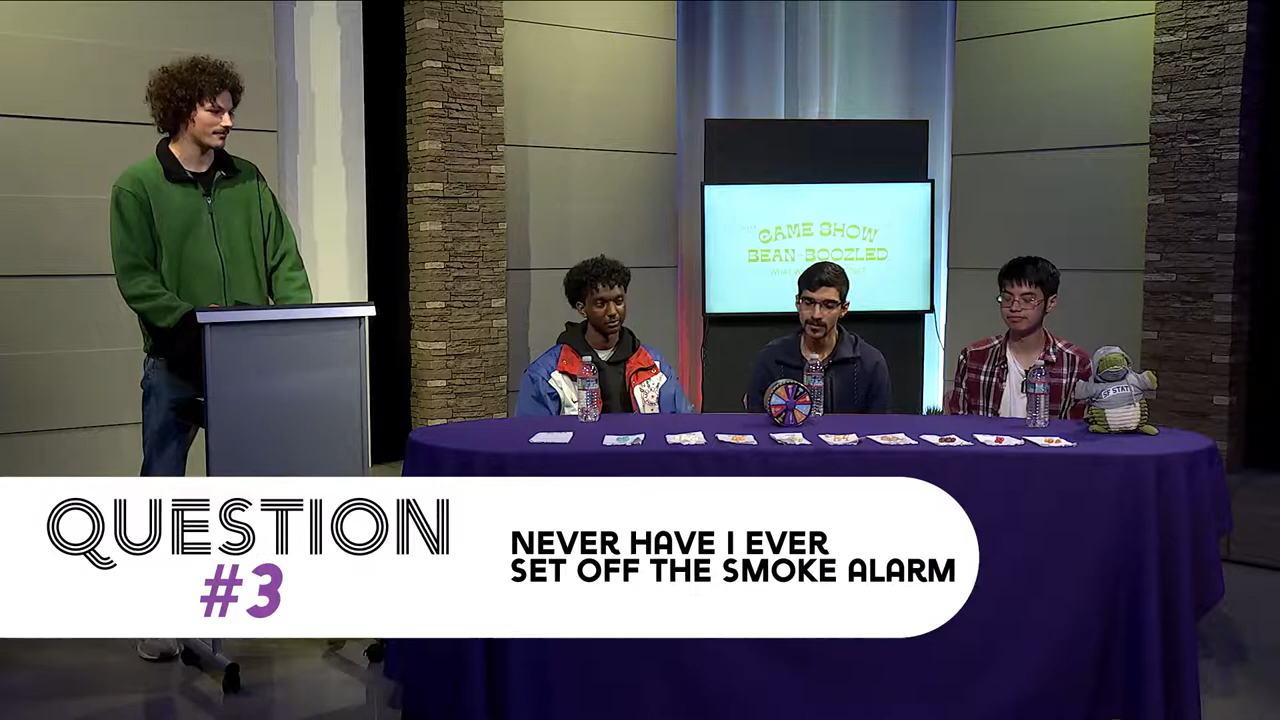 GAME SHOW
BEAN-BOOZLED
SF STATE
QUESTION
#3
NEVER HAVE I EVER
SET OFF THE SMOKE ALARM